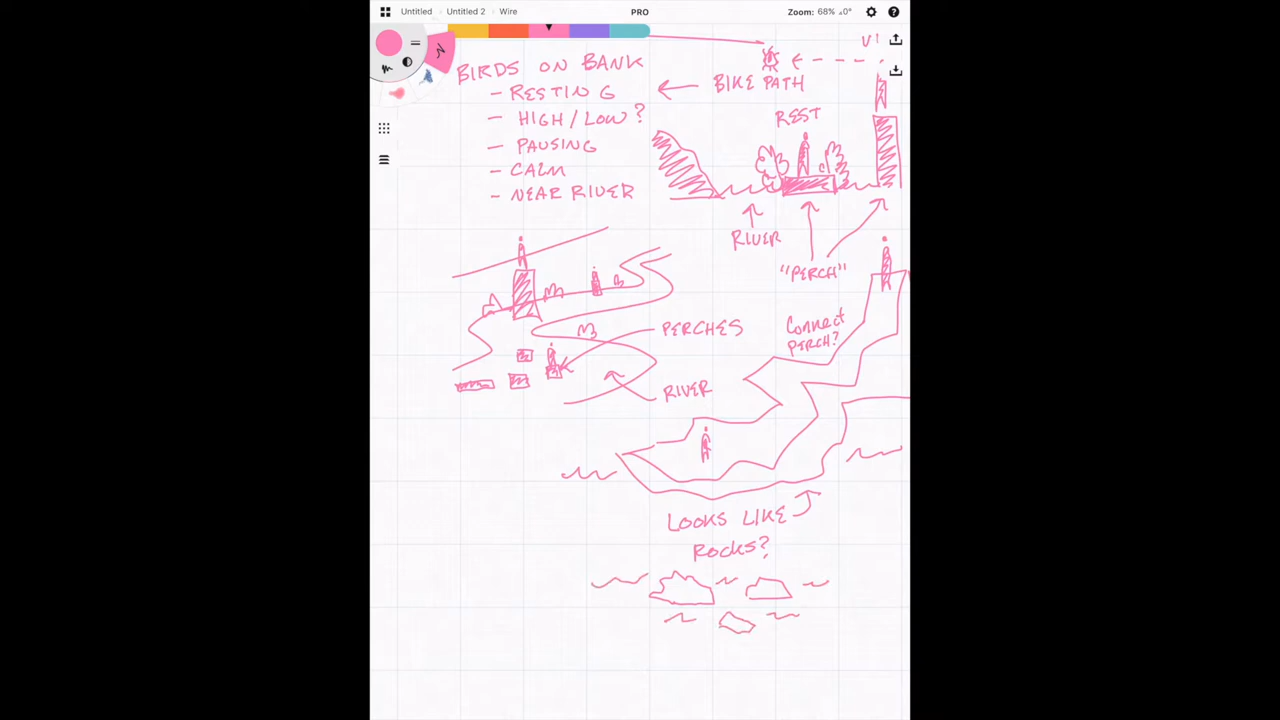 Untitled
Untitled 2
Wire
PRO
Zoom: 68% ⊿0°
BIRDS ON BANK
- RESTING
- HIGH / LOW?
- PAUSING
- CALM
- NEAR RIVER
BIKE PATH
REST
RIVER
"PERCH"
PERCHES
RIVER
Connect
PERCH?
LOOKS LIKE
ROCKS?